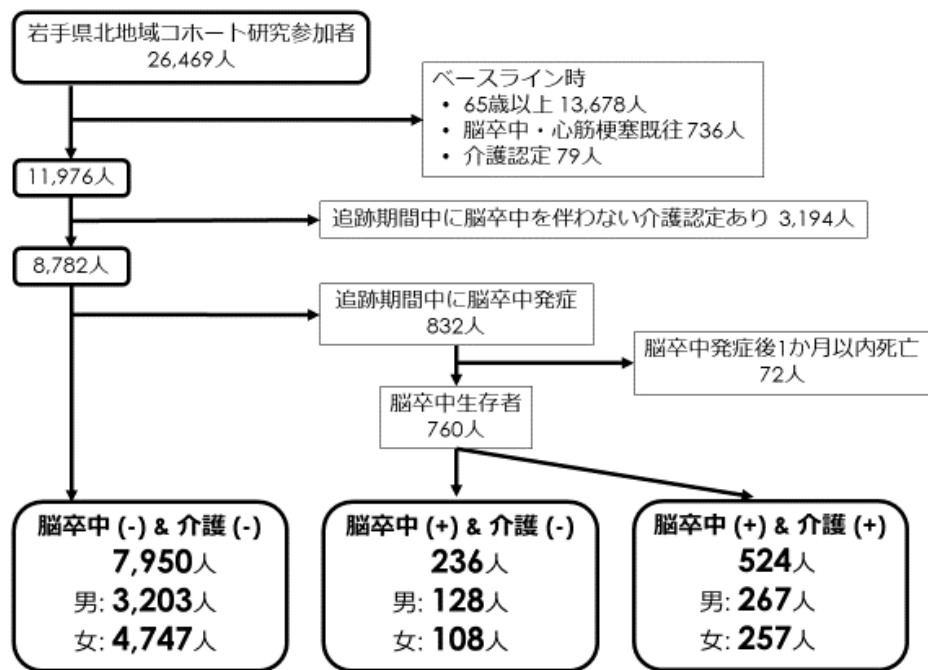 岩手県北地域コホート研究参加者
26,469人
ベースライン時
• 65歳以上 13,678人
• 脳卒中・心筋梗塞既往 736人
• 介護認定 79人
11,976人
追跡期間中に脳卒中を伴わない介護認定あり 3,194人
8,782人
追跡期間中に脳卒中発症
832人
脳卒中発症後1か月以内死亡
72人
脳卒中生存者
760人
脳卒中 (-) & 介護 (-)
7,950人
男: 3,203人
女: 4,747人
脳卒中 (+) & 介護 (-)
236人
男: 128人
女: 108人
脳卒中 (+) & 介護 (+)
524人
男: 267人
女: 257人